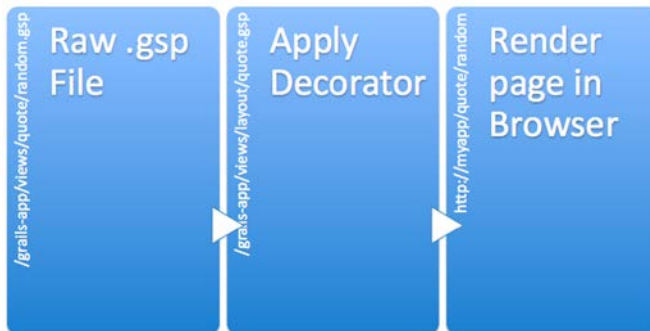 /grails-app/views/quote/random.gsp
Raw .gsp
File
/grails-app/views/layout/quote.gsp
Apply
Decorator
http://myapp/quote/random
Render
page in
Browser